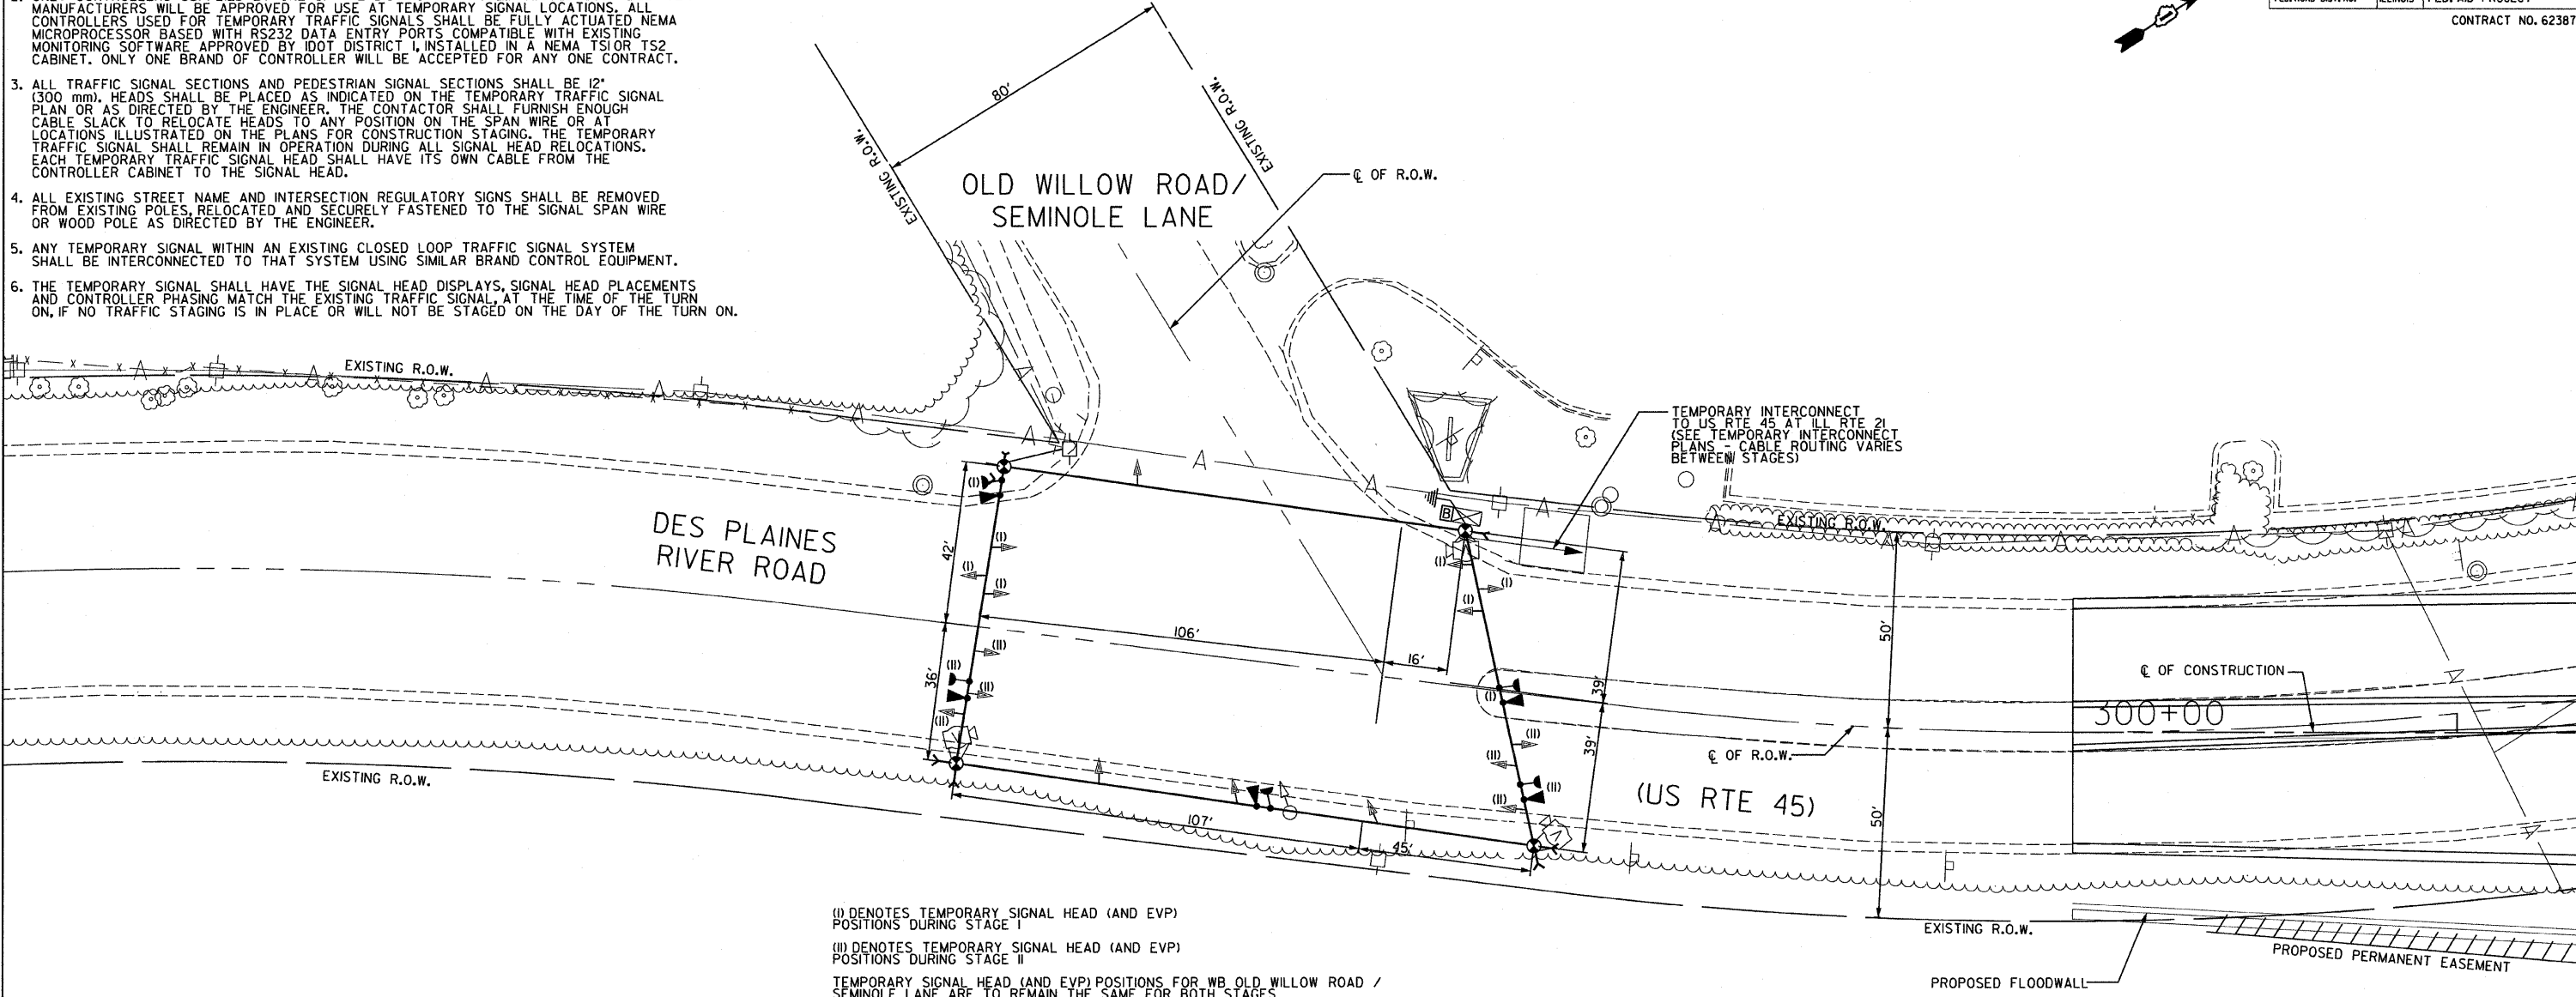 MANUFACTURERS WILL BE APPROVED FOR USE AT TEMPORARY SIGNAL LOCATIONS. ALL
CONTROLLERS USED FOR TEMPORARY TRAFFIC SIGNALS SHALL BE FULLY ACTUATED NEMA
MICROPROCESSOR BASED WITH RS232 DATA ENTRY PORTS COMPATIBLE WITH EXISTING
MONITORING SOFTWARE APPROVED BY IDOT DISTRICT 1, INSTALLED IN A NEMA TS1 OR TS2
CABINET. ONLY ONE BRAND OF CONTROLLER WILL BE ACCEPTED FOR ANY ONE CONTRACT.
3. ALL TRAFFIC SIGNAL SECTIONS AND PEDESTRIAN SIGNAL SECTIONS SHALL BE 12"
(300 mm). HEADS SHALL BE PLACED AS INDICATED ON THE TEMPORARY TRAFFIC SIGNAL
PLAN OR AS DIRECTED BY THE ENGINEER. THE CONTACTOR SHALL FURNISH ENOUGH
CABLE SLACK TO RELOCATE HEADS TO ANY POSITION ON THE SPAN WIRE OR AT
LOCATIONS ILLUSTRATED ON THE PLANS FOR CONSTRUCTION STAGING. THE TEMPORARY
TRAFFIC SIGNAL SHALL REMAIN IN OPERATION DURING ALL SIGNAL HEAD RELOCATIONS.
EACH TEMPORARY TRAFFIC SIGNAL HEAD SHALL HAVE ITS OWN CABLE FROM THE
CONTROLLER CABINET TO THE SIGNAL HEAD.
4. ALL EXISTING STREET NAME AND INTERSECTION REGULATORY SIGNS SHALL BE REMOVED
FROM EXISTING POLES, RELOCATED AND SECURELY FASTENED TO THE SIGNAL SPAN WIRE
OR WOOD POLE AS DIRECTED BY THE ENGINEER.
5. ANY TEMPORARY SIGNAL WITHIN AN EXISTING CLOSED LOOP TRAFFIC SIGNAL SYSTEM
SHALL BE INTERCONNECTED TO THAT SYSTEM USING SIMILAR BRAND CONTROL EQUIPMENT.
6. THE TEMPORARY SIGNAL SHALL HAVE THE SIGNAL HEAD DISPLAYS, SIGNAL HEAD PLACEMENTS
AND CONTROLLER PHASING MATCH THE EXISTING TRAFFIC SIGNAL, AT THE TIME OF THE TURN
ON, IF NO TRAFFIC STAGING IS IN PLACE OR WILL NOT BE STAGED ON THE DAY OF THE TURN ON.
CONTRACT NO. 62387
80'
EXISTING R.O.W.
EXISTING R.O.W.
OLD WILLOW ROAD/
SEMINOLE LANE
℄ OF R.O.W.
EXISTING R.O.W.
TEMPORARY INTERCONNECT
TO US RTE 45 AT ILL RTE 21
(SEE TEMPORARY INTERCONNECT
PLANS - CABLE ROUTING VARIES
BETWEEN STAGES)
EXISTING R.O.W.
DES PLAINES
RIVER ROAD
B
(I)
(I)
(I)
(I)
(I)
(I)
(I)
(I)
42'
106'
16'
39'
50'
(II)
(II)
(II)
(II)
36'
℄ OF CONSTRUCTION
300+00
(II)
(II)
(II)
(II)
39'
℄ OF R.O.W.
(US RTE 45)
50'
EXISTING R.O.W.
107'
45'
(I) DENOTES TEMPORARY SIGNAL HEAD (AND EVP)
POSITIONS DURING STAGE I
(II) DENOTES TEMPORARY SIGNAL HEAD (AND EVP)
POSITIONS DURING STAGE II
TEMPORARY SIGNAL HEAD (AND EVP) POSITIONS FOR WB OLD WILLOW ROAD /
SEMINOLE LANE ARE TO REMAIN THE SAME FOR BOTH STAGES
EXISTING R.O.W.
PROPOSED PERMANENT EASEMENT
PROPOSED FLOODWALL